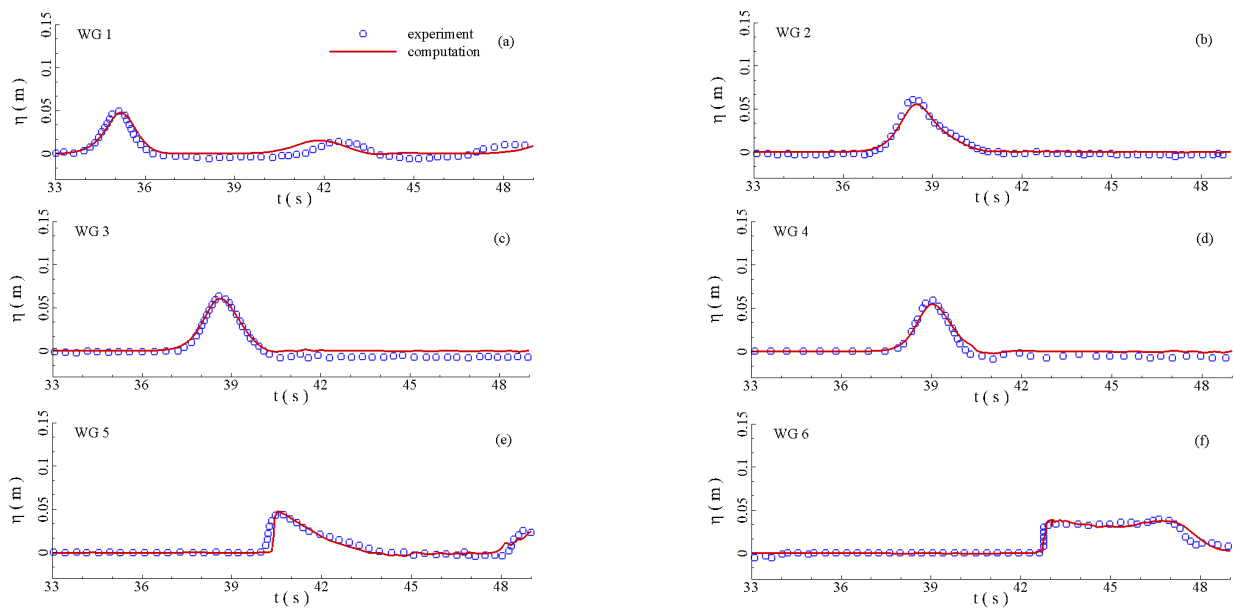 WG 1
experiment
computation
(a)
0.15
0.1
0.05
0
η ( m )
33 36 39 42 45 48
t ( s )
WG 2
(b)
0.15
0.1
0.05
0
η ( m )
33 36 39 42 45 48
t ( s )
WG 3
(c)
0.15
0.1
0.05
0
η ( m )
33 36 39 42 45 48
t ( s )
WG 4
(d)
0.15
0.1
0.05
0
η ( m )
33 36 39 42 45 48
t ( s )
WG 5
(e)
0.15
0.1
0.05
0
η ( m )
33 36 39 42 45 48
t ( s )
WG 6
(f)
0.15
0.1
0.05
0
η ( m )
33 36 39 42 45 48
t ( s )